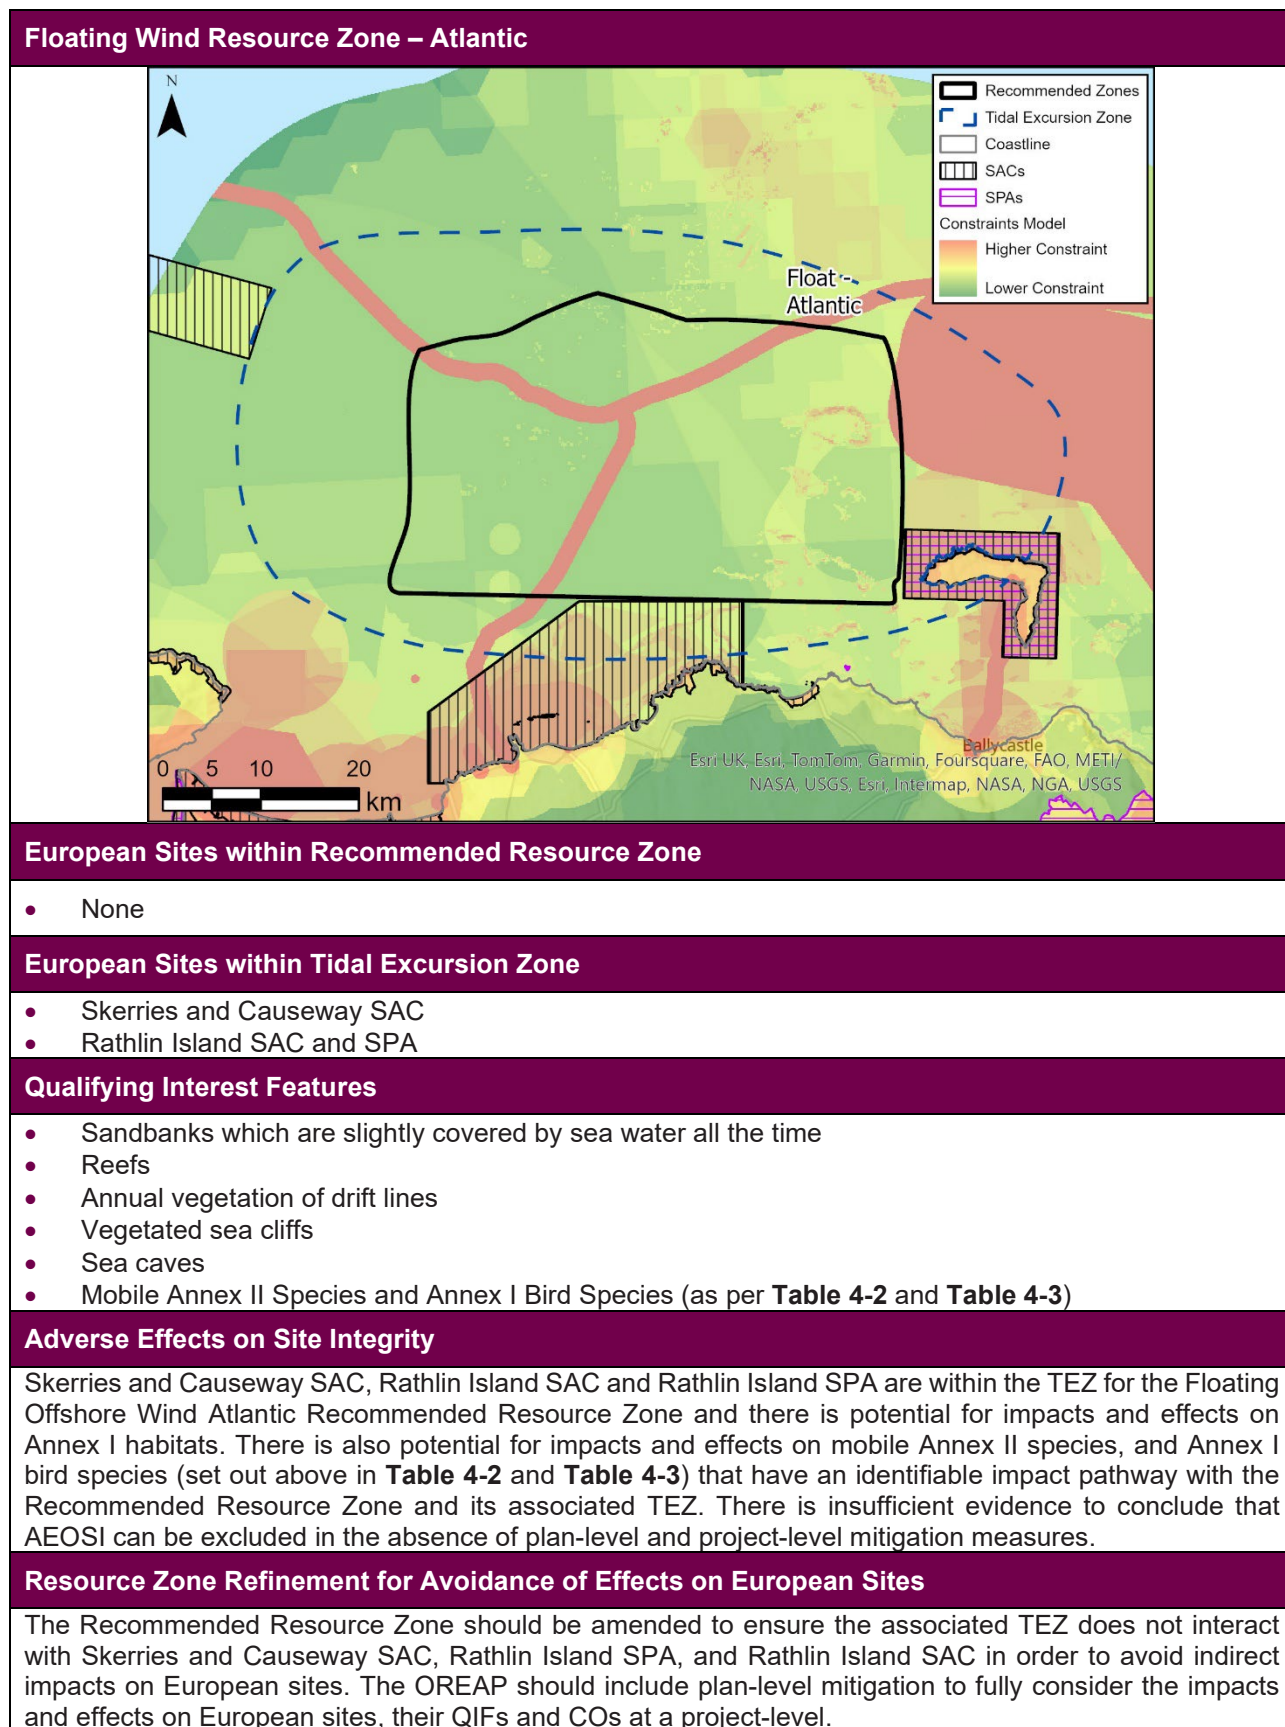 Floating Wind Resource Zone – Atlantic
N
Recommended Zones
Tidal Excursion Zone
Coastline
SACs
SPAs
Constraints Model
Higher Constraint
Lower Constraint
Float -
Atlantic
Ballycastle
Esri UK, Esri, TomTom, Garmin, Foursquare, FAO, METI/
NASA, USGS, Esri, Intermap, NASA, NGA, USGS
0 5 10 20
km
European Sites within Recommended Resource Zone
• None
European Sites within Tidal Excursion Zone
• Skerries and Causeway SAC
• Rathlin Island SAC and SPA
Qualifying Interest Features
• Sandbanks which are slightly covered by sea water all the time
• Reefs
• Annual vegetation of drift lines
• Vegetated sea cliffs
• Sea caves
• Mobile Annex II Species and Annex I Bird Species (as per Table 4-2 and Table 4-3)
Adverse Effects on Site Integrity
Skerries and Causeway SAC, Rathlin Island SAC and Rathlin Island SPA are within the TEZ for the Floating
Offshore Wind Atlantic Recommended Resource Zone and there is potential for impacts and effects on
Annex I habitats. There is also potential for impacts and effects on mobile Annex II species, and Annex I
bird species (set out above in Table 4-2 and Table 4-3) that have an identifiable impact pathway with the
Recommended Resource Zone and its associated TEZ. There is insufficient evidence to conclude that
AEOSI can be excluded in the absence of plan-level and project-level mitigation measures.
Resource Zone Refinement for Avoidance of Effects on European Sites
The Recommended Resource Zone should be amended to ensure the associated TEZ does not interact
with Skerries and Causeway SAC, Rathlin Island SPA, and Rathlin Island SAC in order to avoid indirect
impacts on European sites. The OREAP should include plan-level mitigation to fully consider the impacts
and effects on European sites, their QIFs and COs at a project-level.